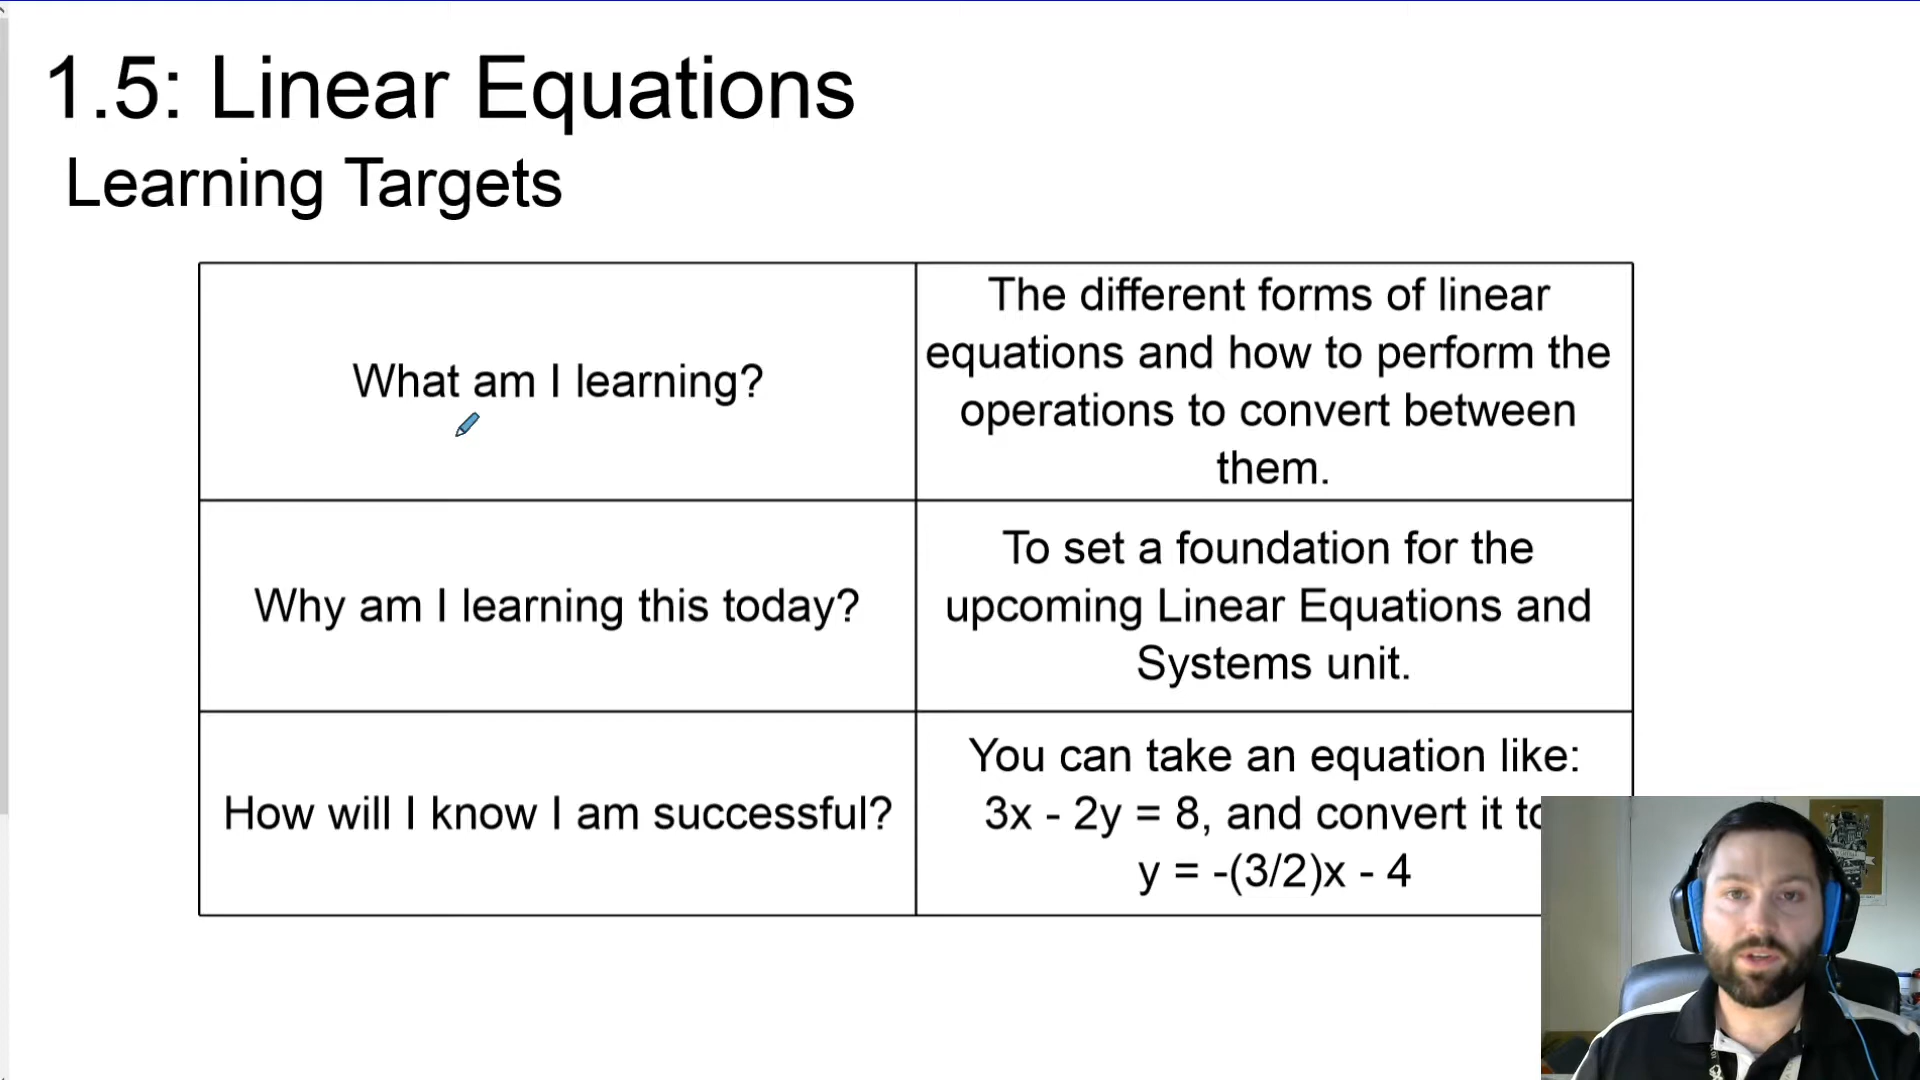 1.5: Linear Equations
Learning Targets
What am I learning?
The different forms of linear
equations and how to perform the
operations to convert between
them.
Why am I learning this today?
To set a foundation for the
upcoming Linear Equations and
Systems unit.
How will I know I am successful?
You can take an equation like:
3x - 2y = 8, and convert it to
y = -(3/2)x - 4